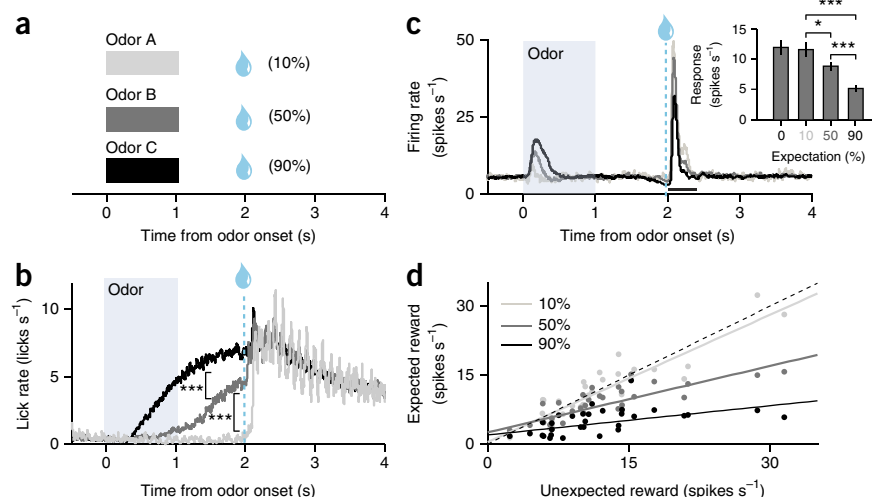 a
Odor A
(10%)
Odor B
(50%)
Odor C
(90%)
0 1 2 3 4
Time from odor onset (s)
b
Odor
Lick rate (licks s⁻¹)
10
5
0
***
***
0 1 2 3 4
Time from odor onset (s)
c
Odor
Firing rate
(spikes s⁻¹)
50
25
0
0 1 2 3 4
Time from odor onset (s)
***
*
***
Response
(spikes s⁻¹)
15
10
5
0
0 10 50 90
Expectation (%)
d
10%
50%
90%
Expected reward
(spikes s⁻¹)
30
15
0
0 15 30
Unexpected reward (spikes s⁻¹)